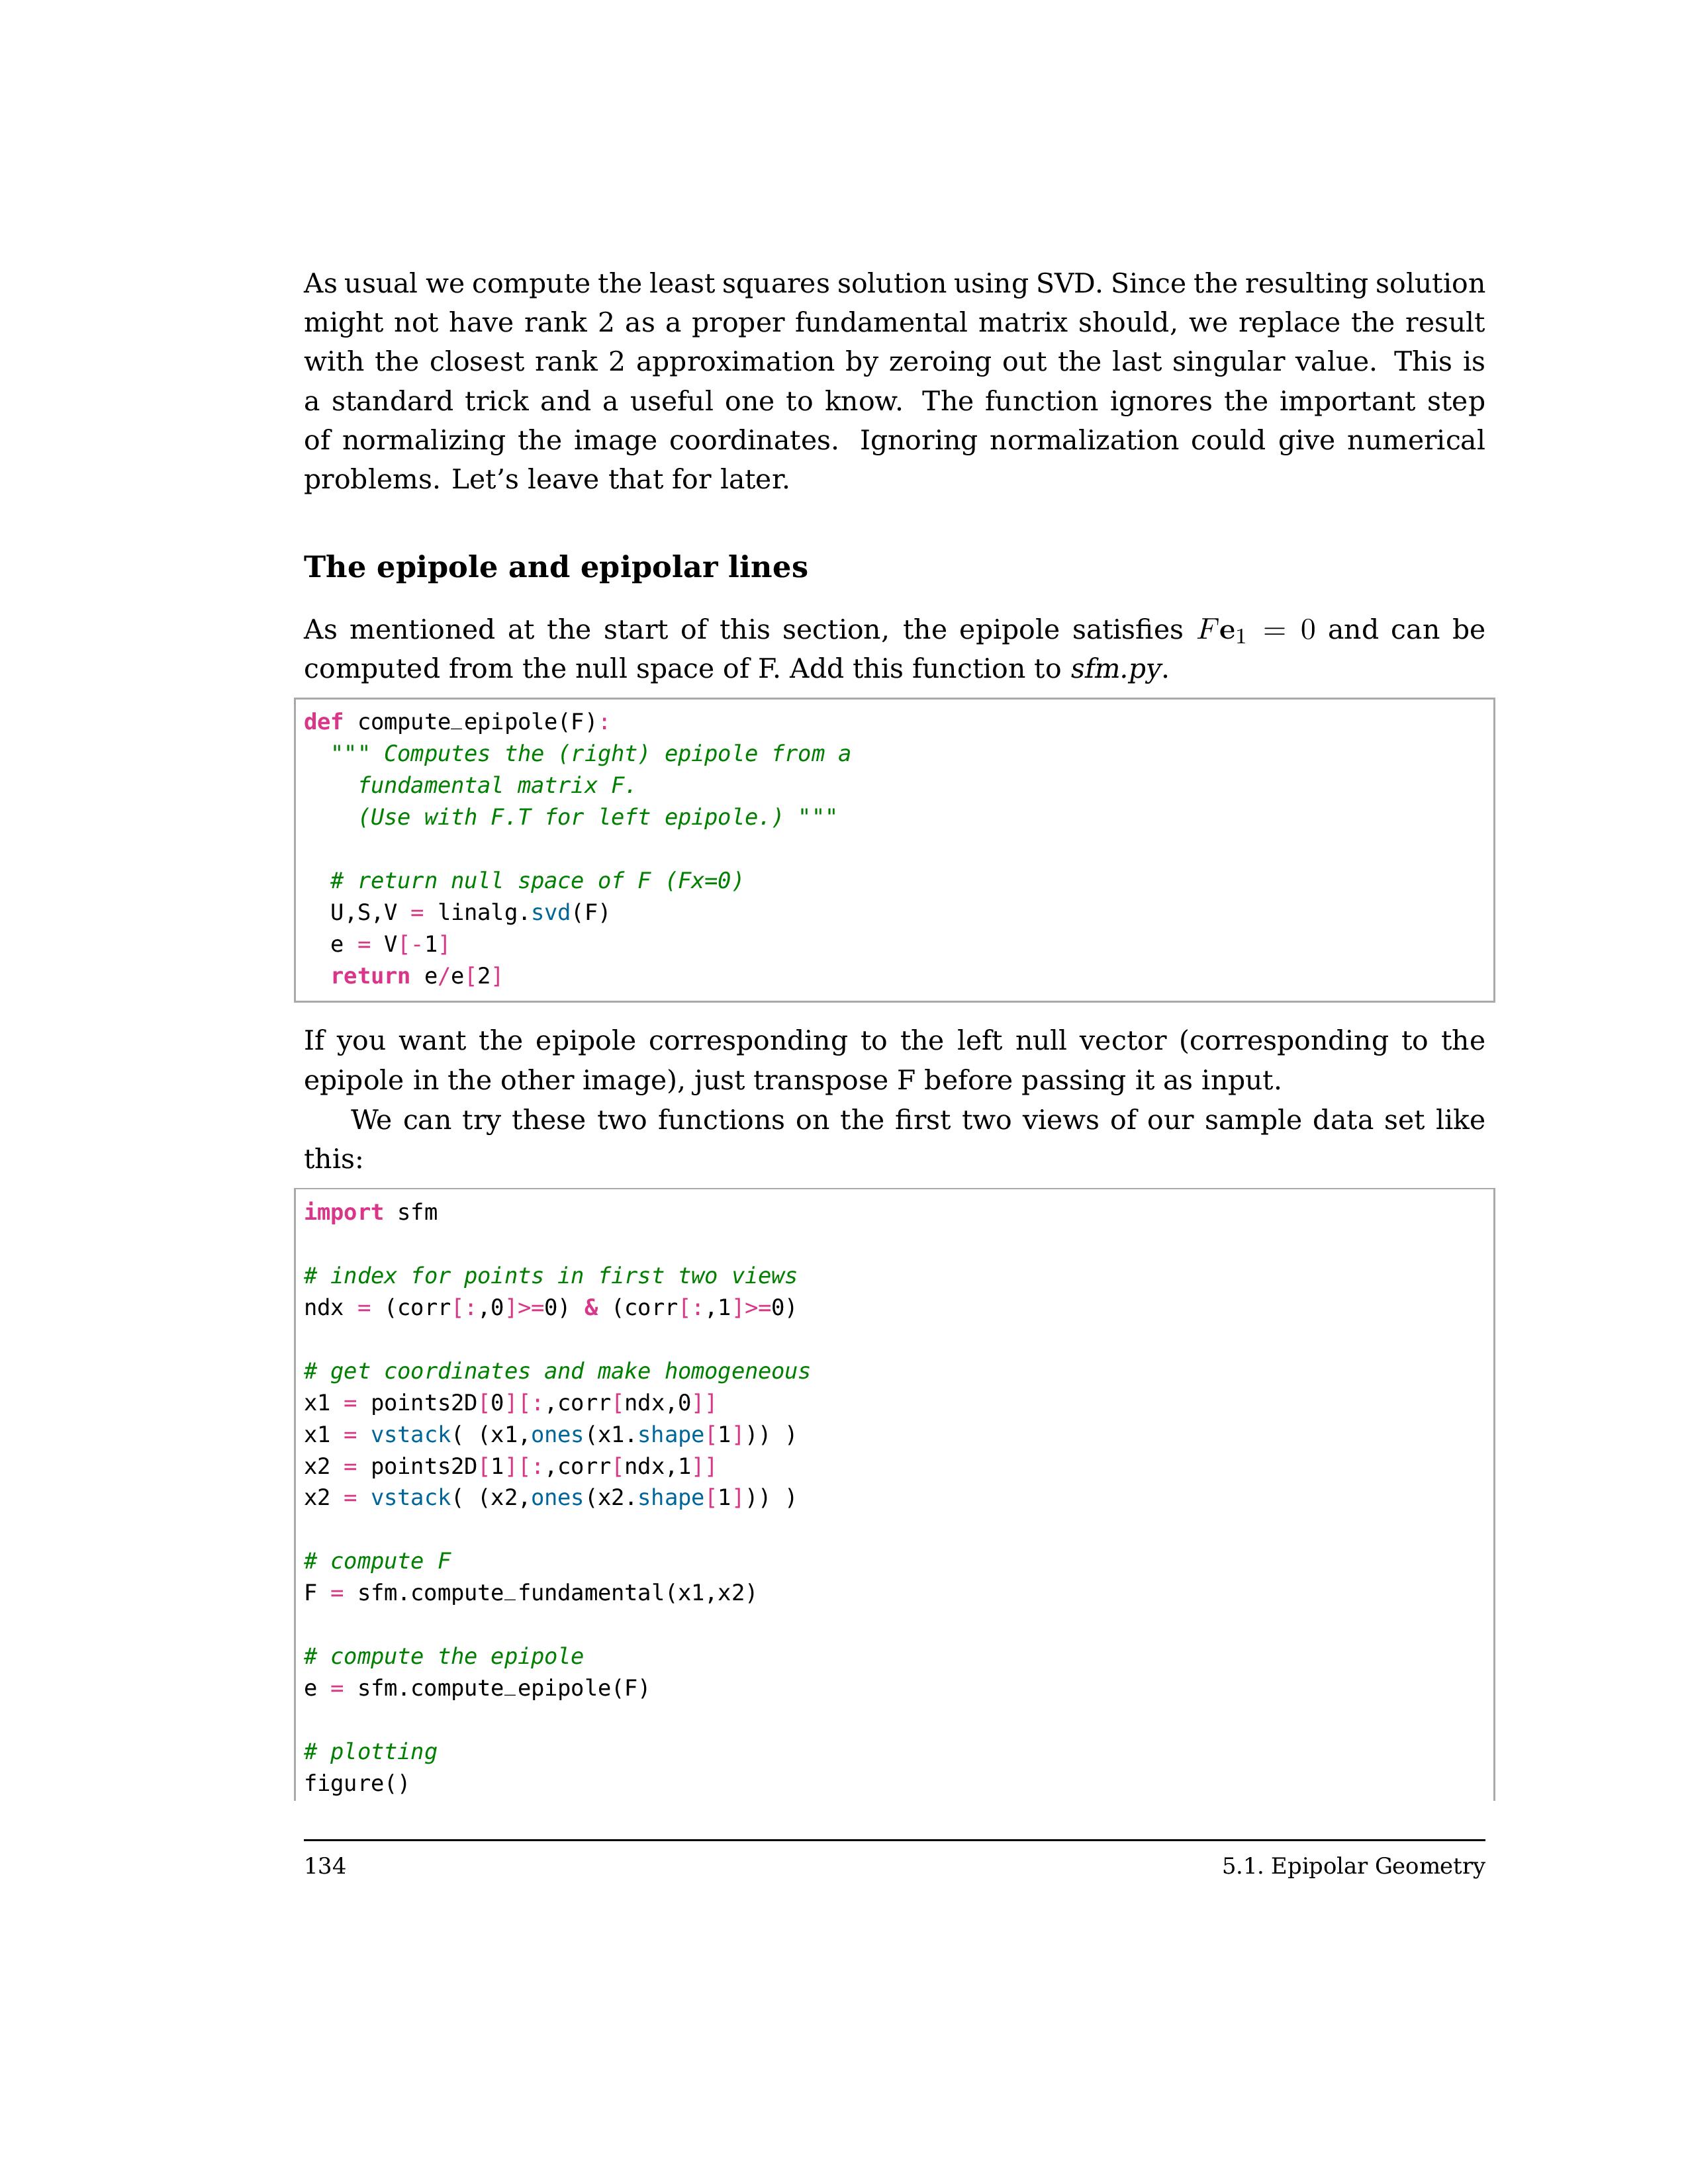 As usual we compute the least squares solution using SVD. Since the resulting solution
might not have rank 2 as a proper fundamental matrix should, we replace the result
with the closest rank 2 approximation by zeroing out the last singular value. This is
a standard trick and a useful one to know. The function ignores the important step
of normalizing the image coordinates. Ignoring normalization could give numerical
problems. Let's leave that for later.
The epipole and epipolar lines
As mentioned at the start of this section, the epipole satisfies Fe₁ = 0 and can be
computed from the null space of F. Add this function to sfm.py.
def compute_epipole(F):
  """ Computes the (right) epipole from a
    fundamental matrix F.
    (Use with F.T for left epipole.) """
  # return null space of F (Fx=0)
  U,S,V = linalg.svd(F)
  e = V[-1]
  return e/e[2]
If you want the epipole corresponding to the left null vector (corresponding to the
epipole in the other image), just transpose F before passing it as input.
We can try these two functions on the first two views of our sample data set like
this:
import sfm
# index for points in first two views
ndx = (corr[:,0]>=0) & (corr[:,1]>=0)
# get coordinates and make homogeneous
x1 = points2D[0][:,corr[ndx,0]]
x1 = vstack( (x1,ones(x1.shape[1])) )
x2 = points2D[1][:,corr[ndx,1]]
x2 = vstack( (x2,ones(x2.shape[1])) )
# compute F
F = sfm.compute_fundamental(x1,x2)
# compute the epipole
e = sfm.compute_epipole(F)
# plotting
figure()
134 5.1. Epipolar Geometry